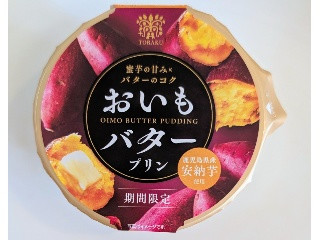 TORAKU
蜜芋の甘み×
バターのコク
おいも
OIMO BUTTER PUDDING
バター
プリン
鹿児島県産
安納芋
使用
期間限定